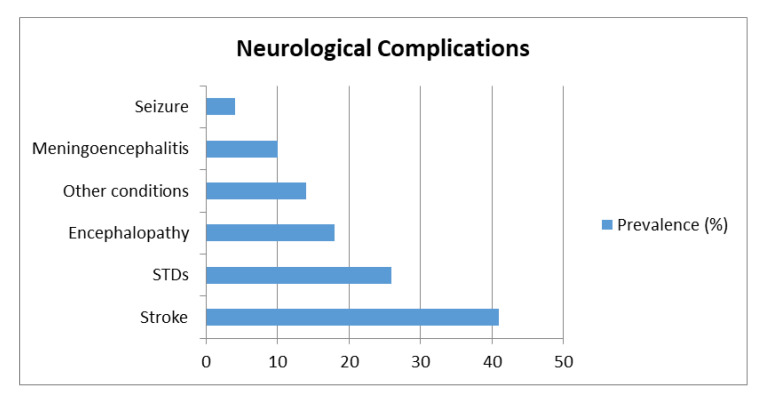 Neurological Complications
Seizure
Meningoencephalitis
Other conditions
Encephalopathy
STDs
Stroke
0 10 20 30 40 50
Prevalence (%)